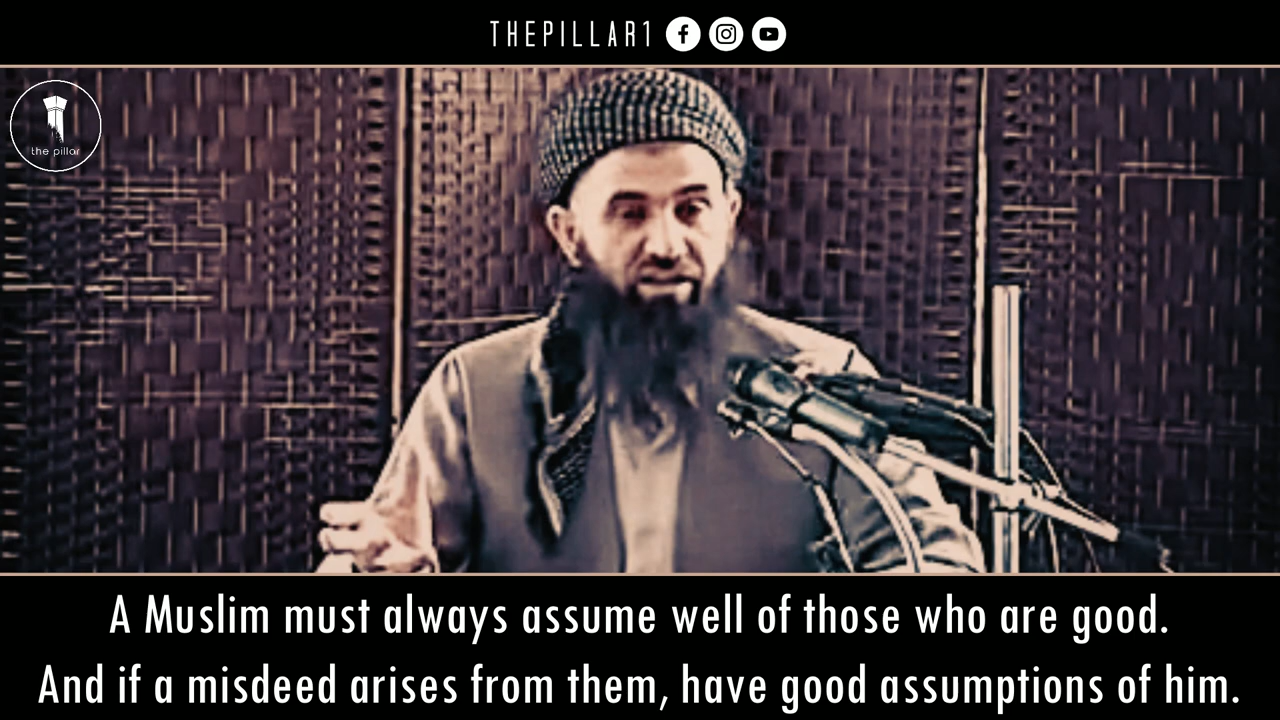 THEPILLAR1
the pillar
A Muslim must always assume well of those who are good.
And if a misdeed arises from them, have good assumptions of him.